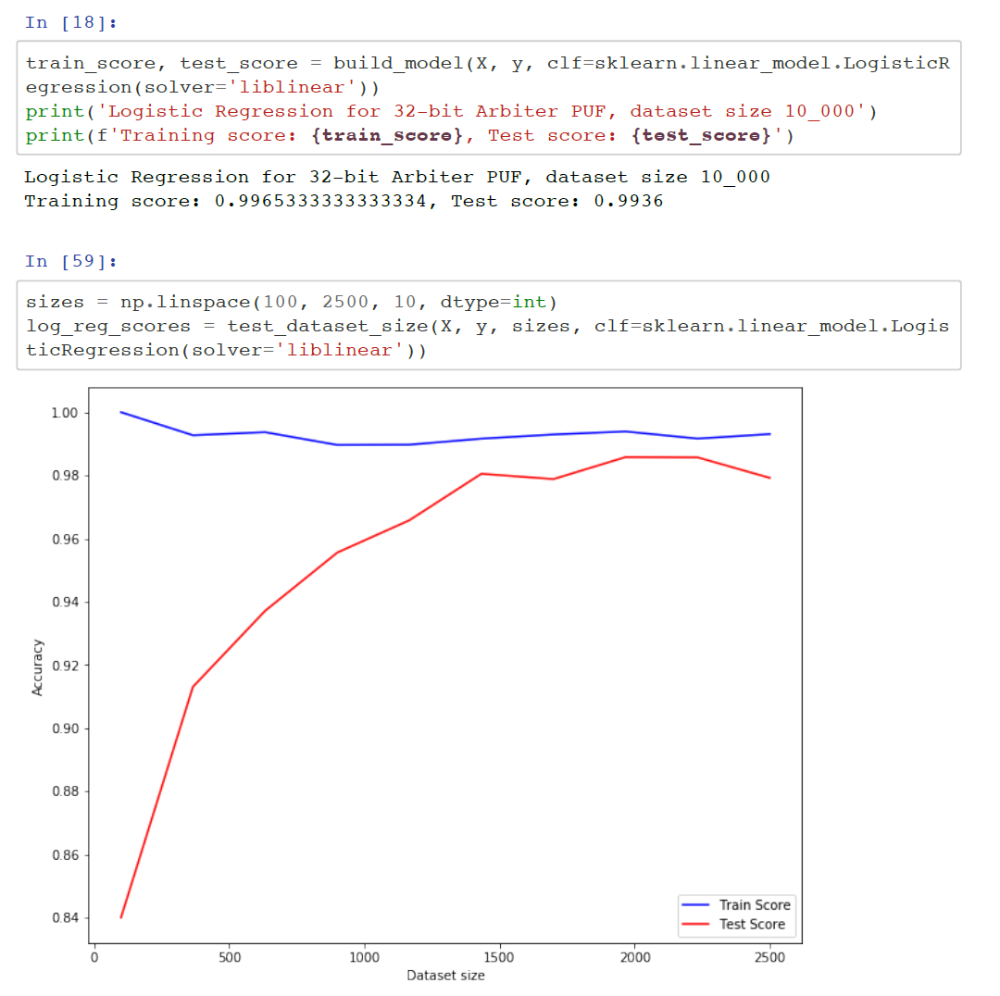 In [18]:
train_score, test_score = build_model(X, y, clf=sklearn.linear_model.LogisticR
egression(solver='liblinear'))
print('Logistic Regression for 32-bit Arbiter PUF, dataset size 10_000')
print(f'Training score: {train_score}, Test score: {test_score}')
Logistic Regression for 32-bit Arbiter PUF, dataset size 10_000
Training score: 0.9965333333333334, Test score: 0.9936
In [59]:
sizes = np.linspace(100, 2500, 10, dtype=int)
log_reg_scores = test_dataset_size(X, y, sizes, clf=sklearn.linear_model.Logis
ticRegression(solver='liblinear'))
1.00
0.98
0.96
0.94
0.92
0.90
0.88
0.86
0.84
Accuracy
Train Score
Test Score
0 500 1000 1500 2000 2500
Dataset size